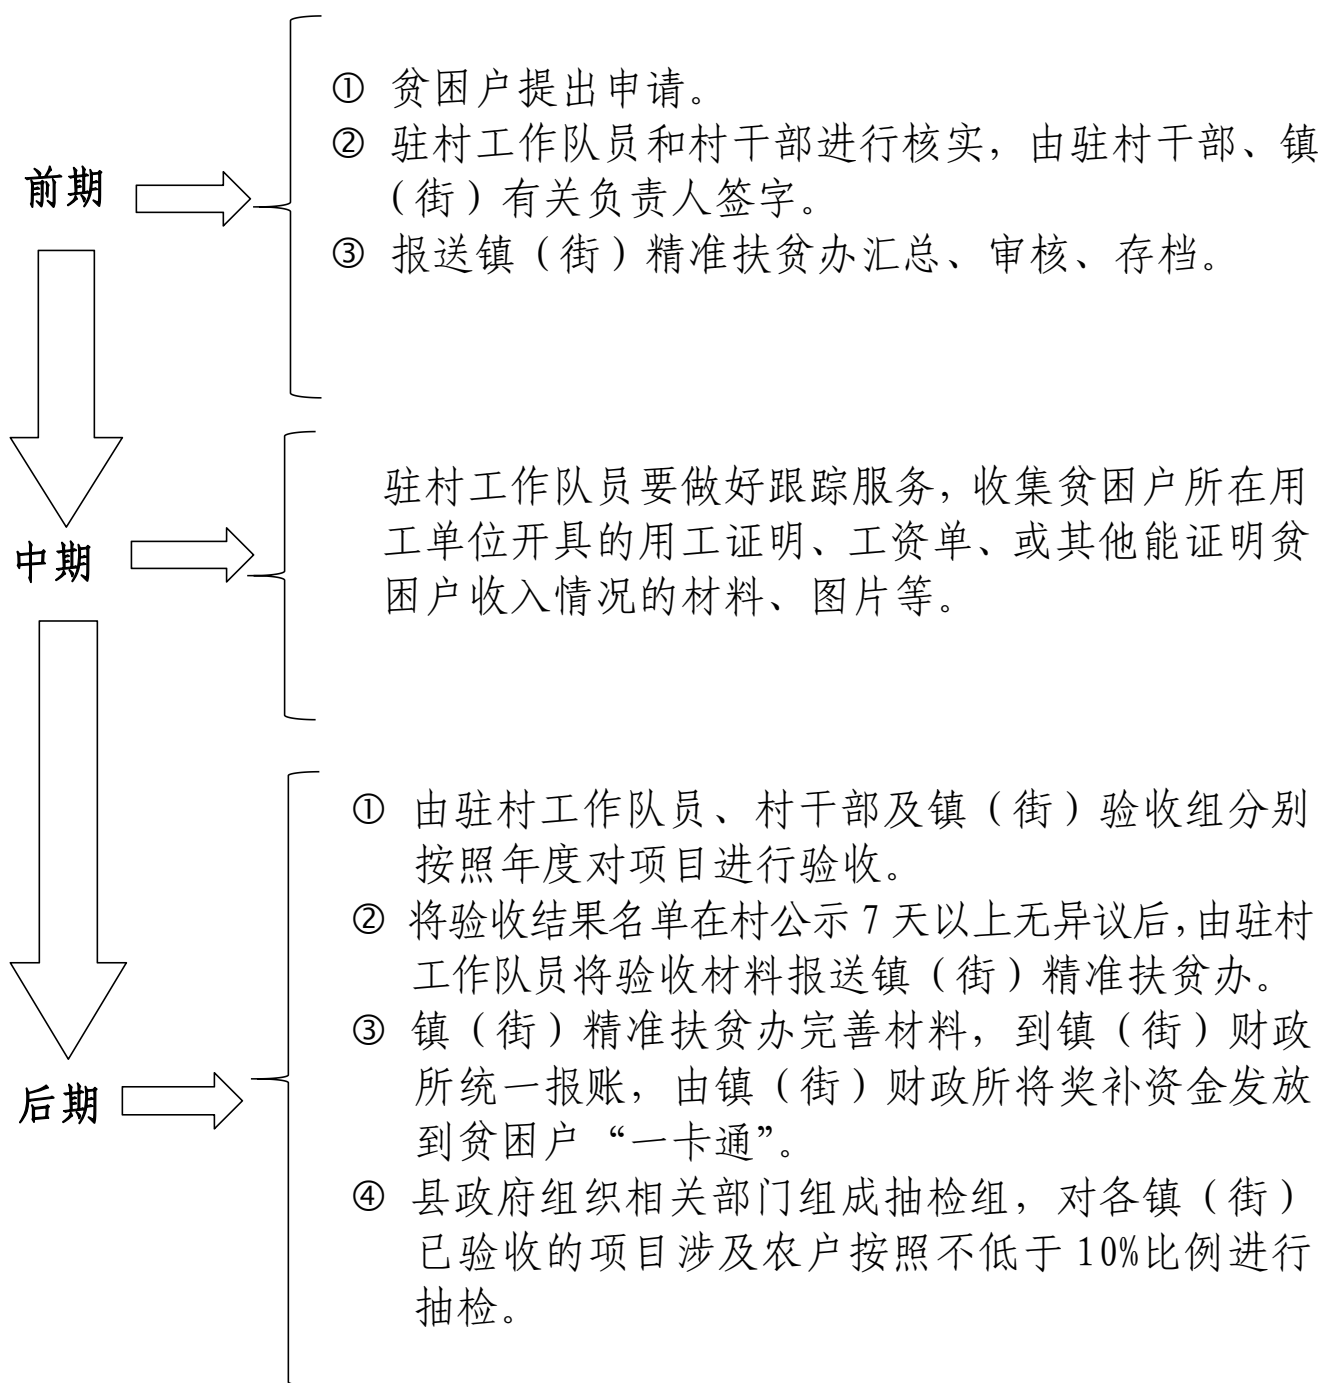 前期
① 贫困户提出申请。
② 驻村工作队员和村干部进行核实，由驻村干部、镇
（街）有关负责人签字。
③ 报送镇（街）精准扶贫办汇总、审核、存档。
中期
驻村工作队员要做好跟踪服务，收集贫困户所在用
工单位开具的用工证明、工资单、或其他能证明贫
困户收入情况的材料、图片等。
后期
① 由驻村工作队员、村干部及镇（街）验收组分别
按照年度对项目进行验收。
② 将验收结果名单在村公示 7 天以上无异议后，由驻村
工作队员将验收材料报送镇（街）精准扶贫办。
③ 镇（街）精准扶贫办完善材料，到镇（街）财政
所统一报账，由镇（街）财政所将奖补资金发放
到贫困户“一卡通”。
④ 县政府组织相关部门组成抽检组，对各镇（街）
已验收的项目涉及农户按照不低于 10%比例进行
抽检。